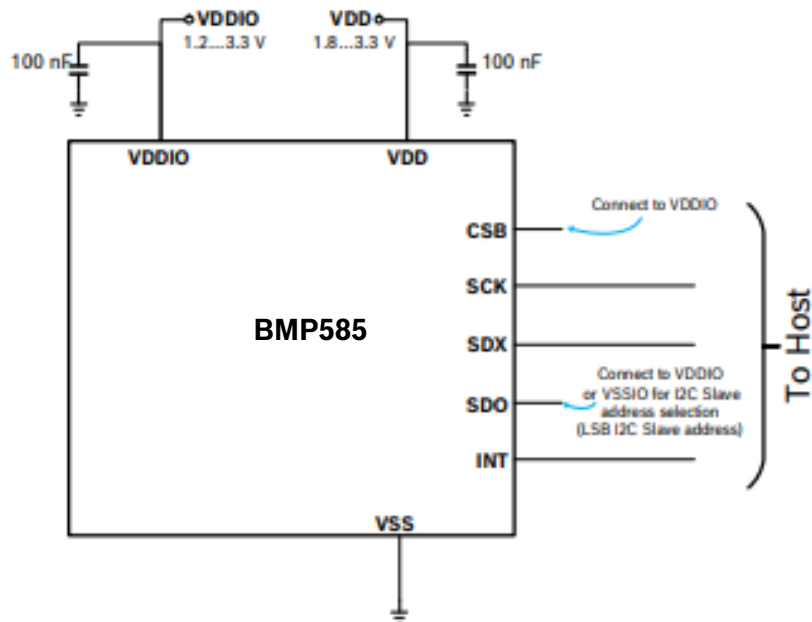 VDDIO
1.2...3.3 V
VDD
1.8...3.3 V
100 nF
100 nF
VDDIO
VDD
CSB
Connect to VDDIO
SCK
BMP585
SDX
SDO
Connect to VDDIO
or VSSIO for I2C Slave
address selection
(LSB I2C Slave address)
INT
VSS
To Host